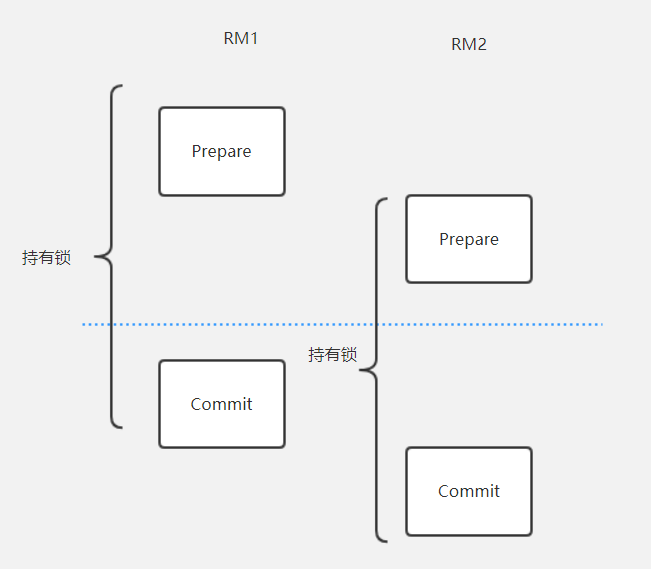 RM1
RM2
Prepare
Prepare
持有锁
持有锁
Commit
Commit